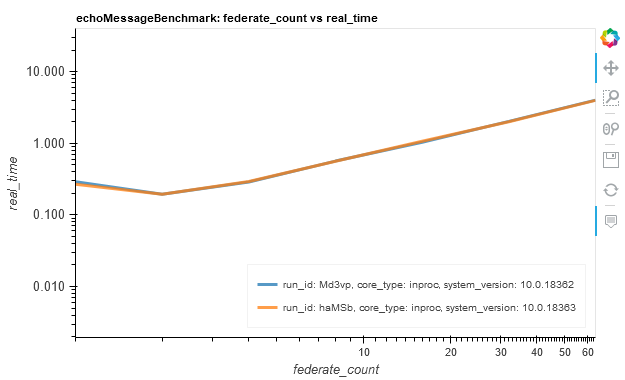 echoMessageBenchmark: federate_count vs real_time
10.000
1.000
0.100
0.010
real_time
run_id: Md3vp, core_type: inproc, system_version: 10.0.18362
run_id: haMSb, core_type: inproc, system_version: 10.0.18363
10 20 30 40 50 60
federate_count